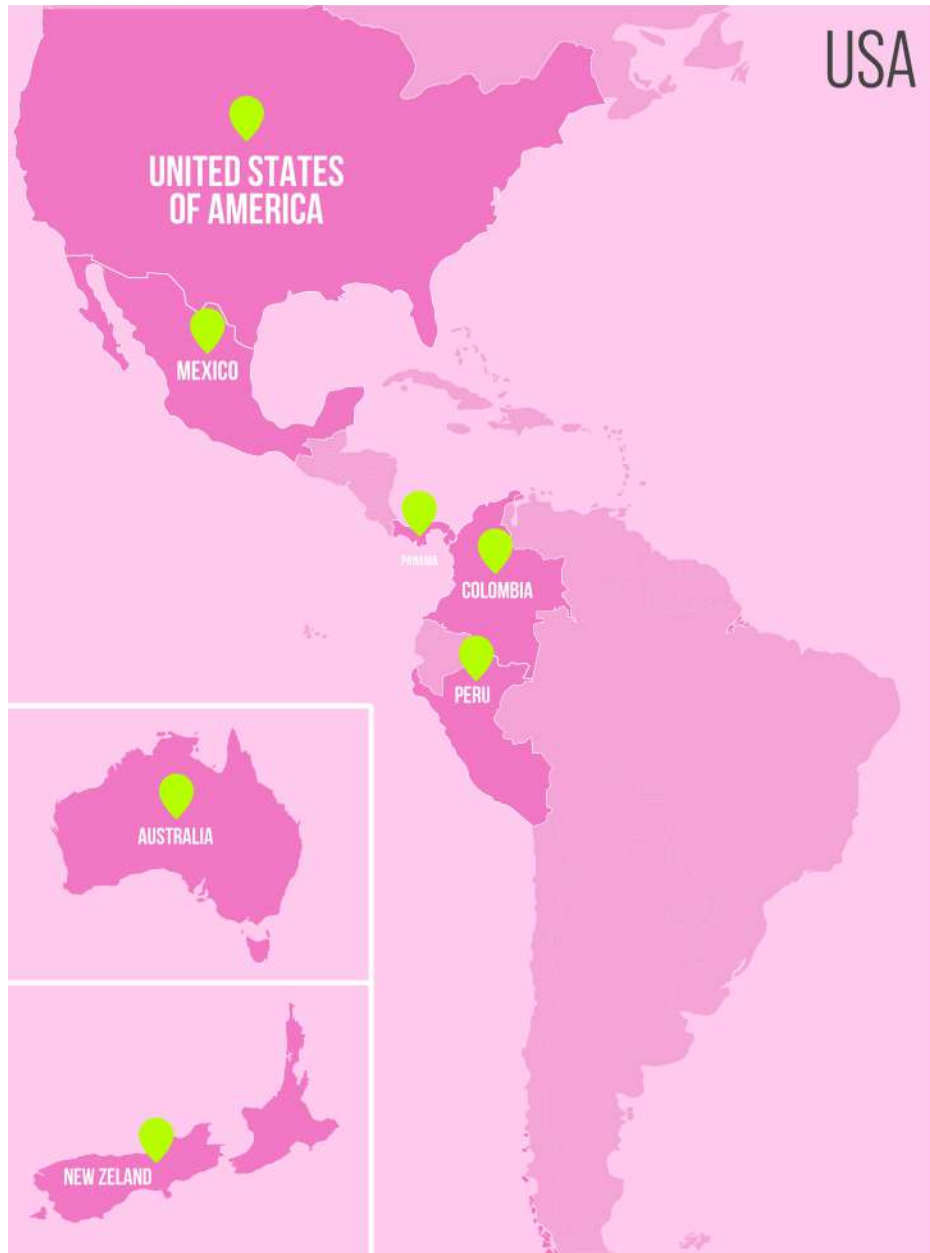 USA
UNITED STATES
OF AMERICA
MEXICO
PANAMA
COLOMBIA
PERU
AUSTRALIA
NEW ZELAND